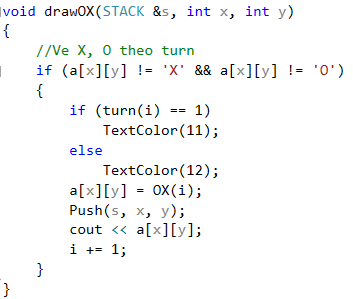 void drawOX(STACK &s, int x, int y)
{
//Ve X, O theo turn
if (a[x][y] != 'X' && a[x][y] != 'O')
{
if (turn(i) == 1)
TextColor(11);
else
TextColor(12);
a[x][y] = OX(i);
Push(s, x, y);
cout << a[x][y];
i += 1;
}
}